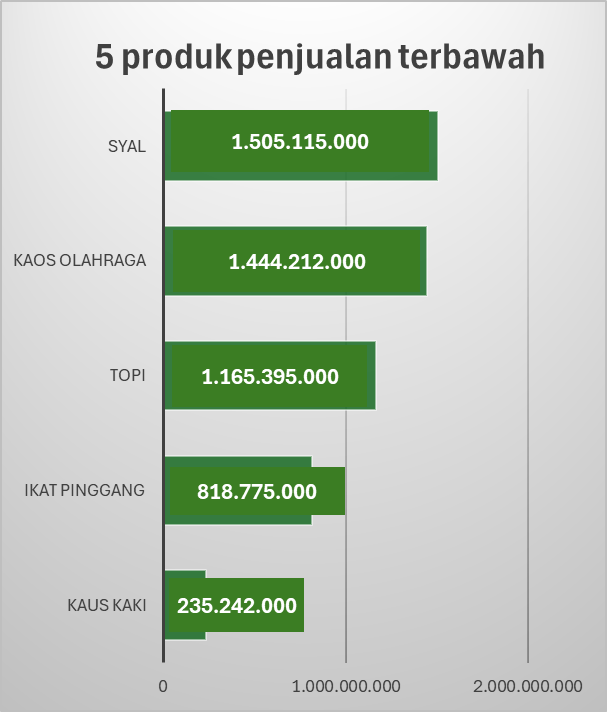 5 produk penjualan terbawah
SYAL 1.505.115.000
KAOS OLAHRAGA 1.444.212.000
TOPI 1.165.395.000
IKAT PINGGANG 818.775.000
KAUS KAKI 235.242.000
0 1.000.000.000 2.000.000.000